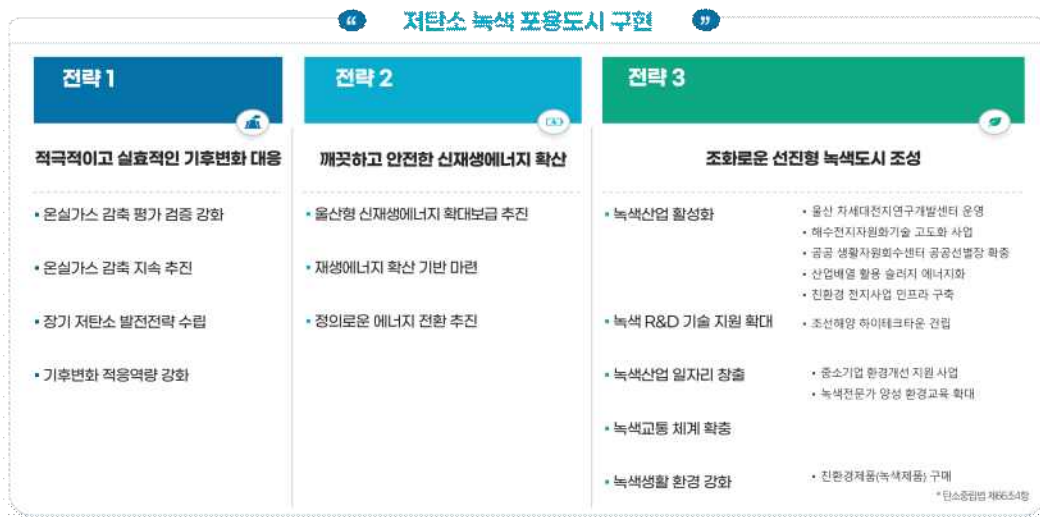 “ 저탄소 녹색 포용도시 구현 ”
전략 1
적극적이고 실효적인 기후변화 대응
▪ 온실가스 감축 평가 검증 강화
▪ 온실가스 감축 지속 추진
▪ 장기 저탄소 발전전략 수립
▪ 기후변화 적응역량 강화
전략 2
깨끗하고 안전한 신재생에너지 확산
▪ 울산형 신재생에너지 확대보급 추진
▪ 재생에너지 확산 기반 마련
▪ 정의로운 에너지 전환 추진
전략 3
조화로운 선진형 녹색도시 조성
▪ 녹색산업 활성화
• 울산 차세대전지연구개발센터 운영
• 해수전지자원화기술 고도화 사업
• 공공 생활자원회수센터 공공선별장 확충
• 산업배열 활용 슬러지 에너지화
• 친환경 전지사업 인프라 구축
▪ 녹색 R&D 기술 지원 확대
• 조선해양 하이테크타운 건립
▪ 녹색산업 일자리 창출
• 중소기업 환경개선 지원 사업
• 녹색전문가 양성 환경교육 확대
▪ 녹색교통 체계 확충
▪ 녹색생활 환경 강화
• 친환경제품(녹색제품) 구매
* 탄소중립법 제66조4항